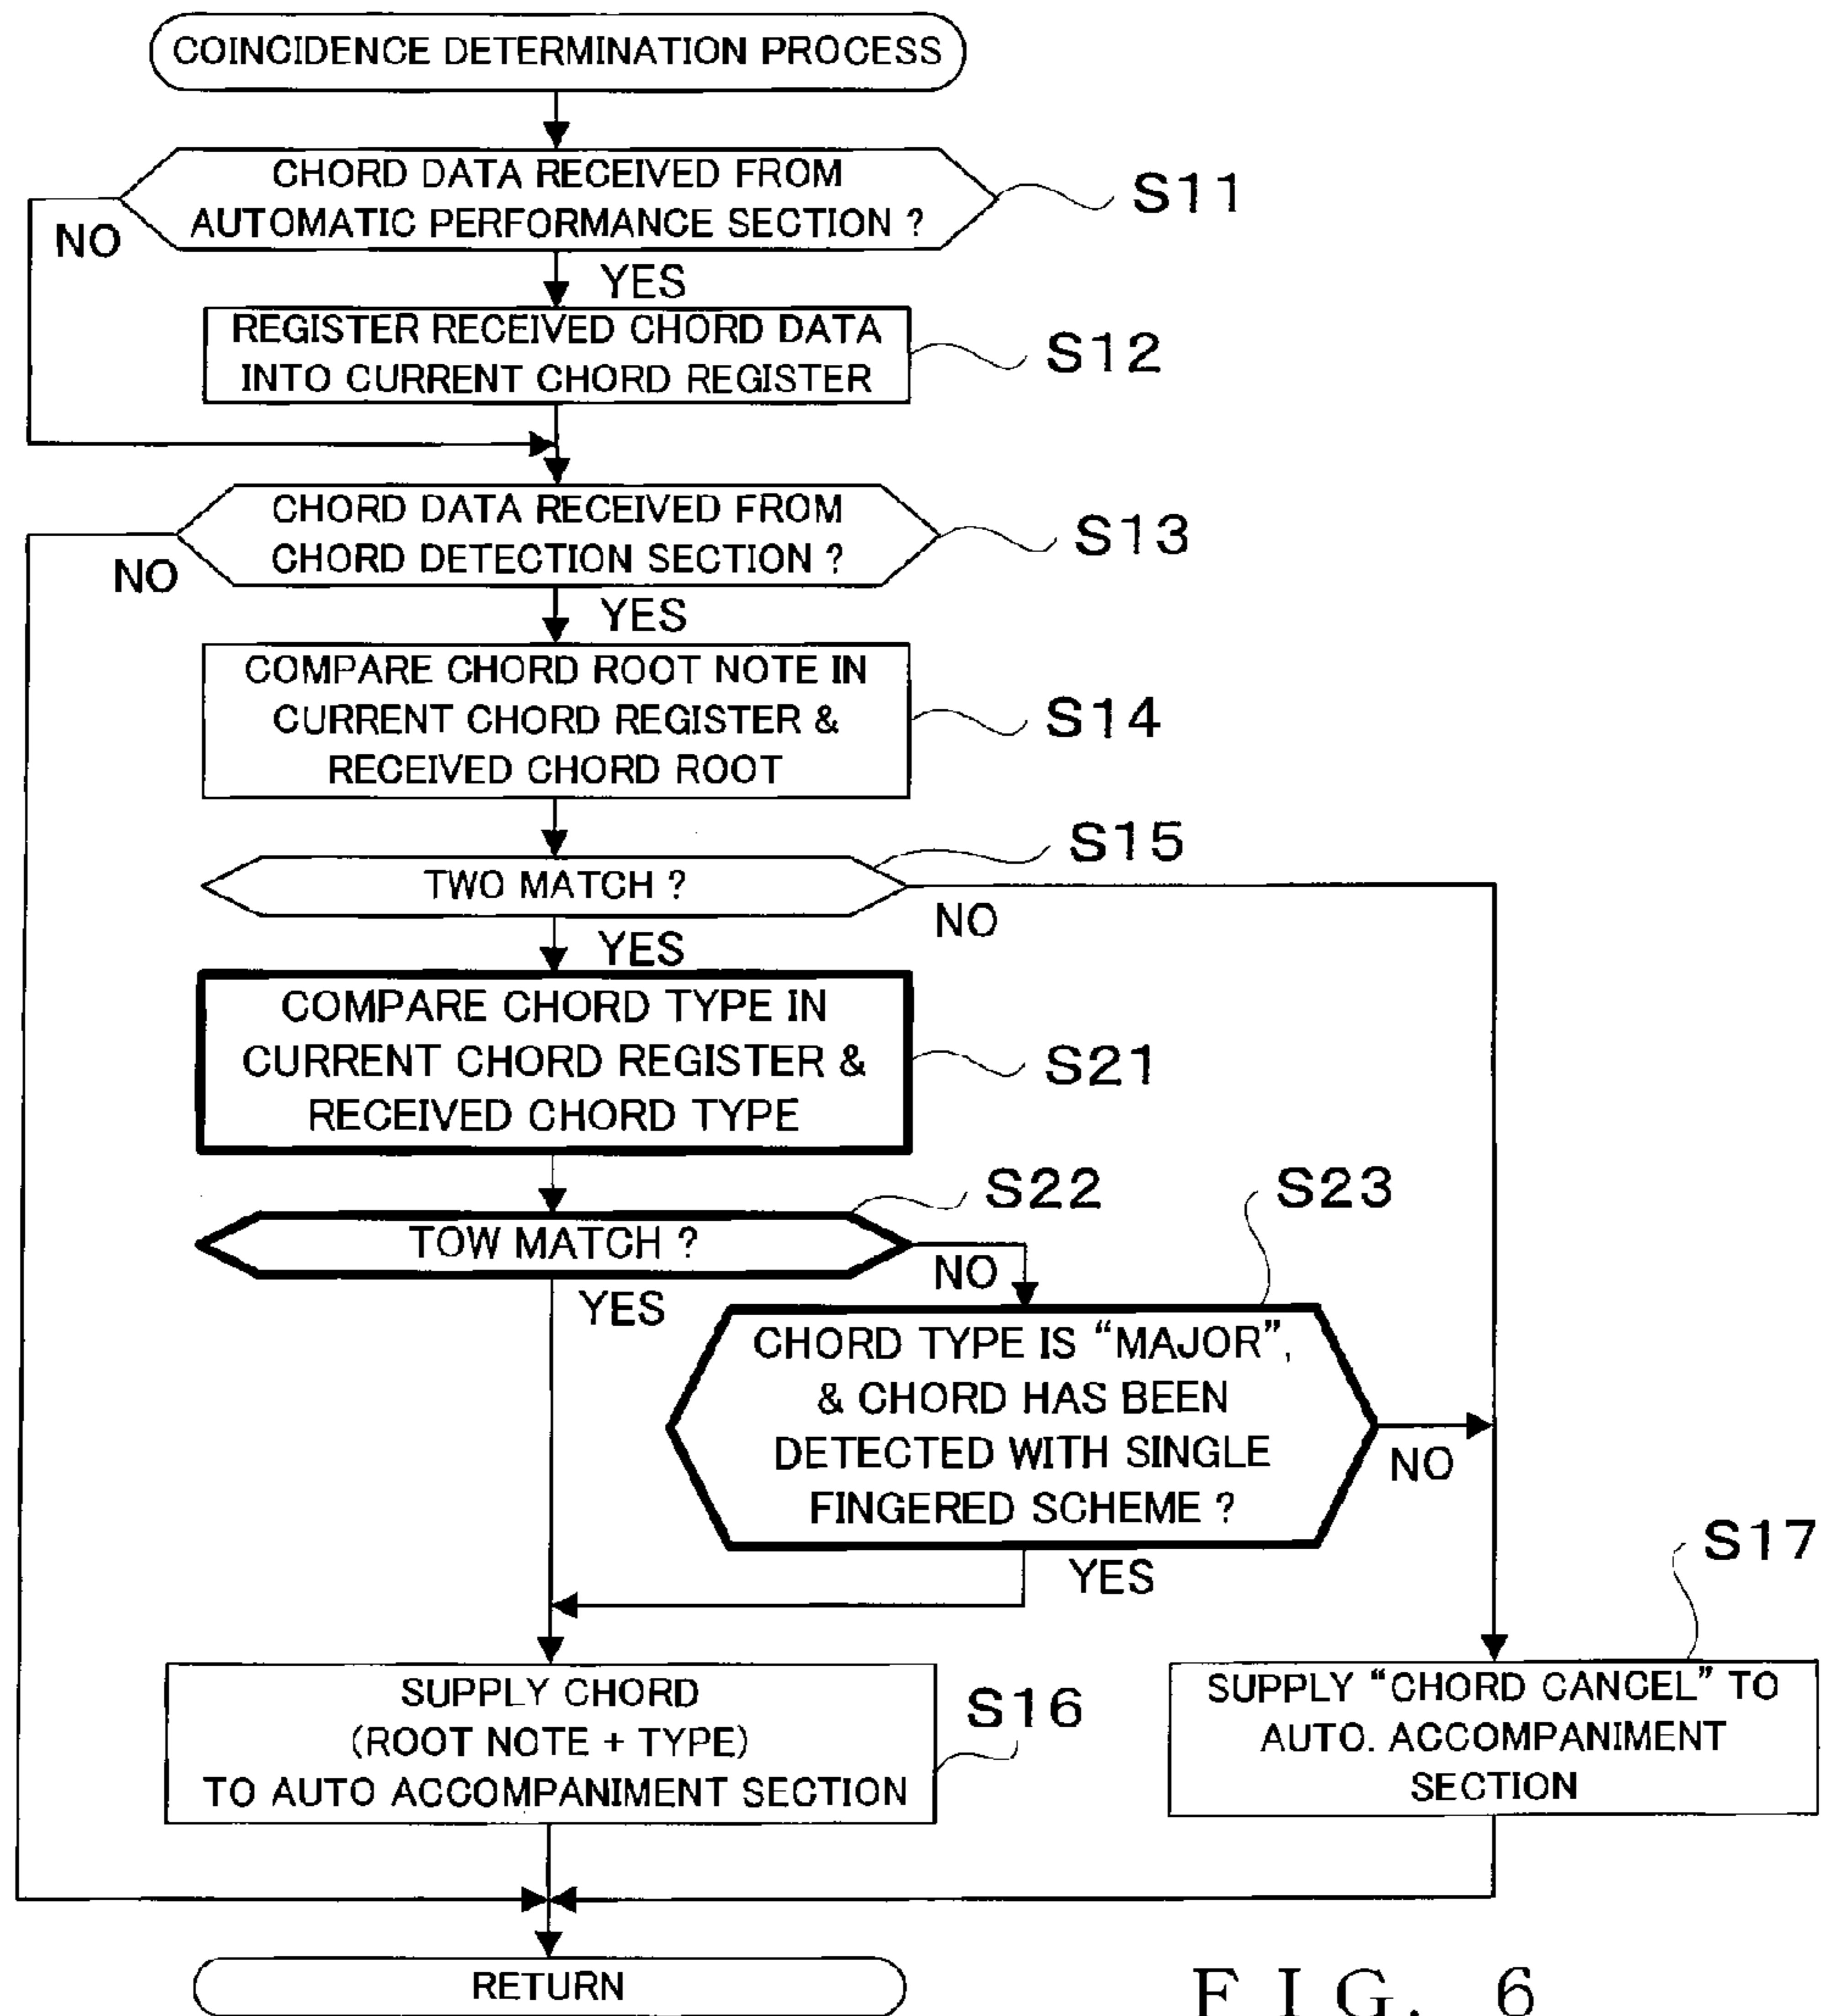 COINCIDENCE DETERMINATION PROCESS
CHORD DATA RECEIVED FROM
AUTOMATIC PERFORMANCE SECTION ?
S11
NO
YES
REGISTER RECEIVED CHORD DATA
INTO CURRENT CHORD REGISTER
S12
CHORD DATA RECEIVED FROM
CHORD DETECTION SECTION ?
S13
NO
YES
COMPARE CHORD ROOT NOTE IN
CURRENT CHORD REGISTER &
RECEIVED CHORD ROOT
S14
S15
TWO MATCH ?
NO
YES
COMPARE CHORD TYPE IN
CURRENT CHORD REGISTER &
RECEIVED CHORD TYPE
S21
S22
S23
TOW MATCH ?
NO
YES
CHORD TYPE IS “MAJOR”,
& CHORD HAS BEEN
DETECTED WITH SINGLE
FINGERED SCHEME ?
NO
YES
S17
SUPPLY CHORD
(ROOT NOTE + TYPE)
TO AUTO ACCOMPANIMENT SECTION
S16
SUPPLY “CHORD CANCEL” TO
AUTO. ACCOMPANIMENT
SECTION
RETURN
FIG. 6